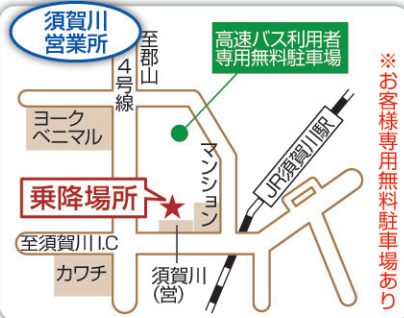 須賀川
営業所
至郡山
4号線
高速バス利用者
専用無料駐車場
ヨーク
ベニマル
マンション
JR須賀川駅
※お客様専用無料駐車場あり
乗降場所
至須賀川I.C
カワチ
須賀川
(営)